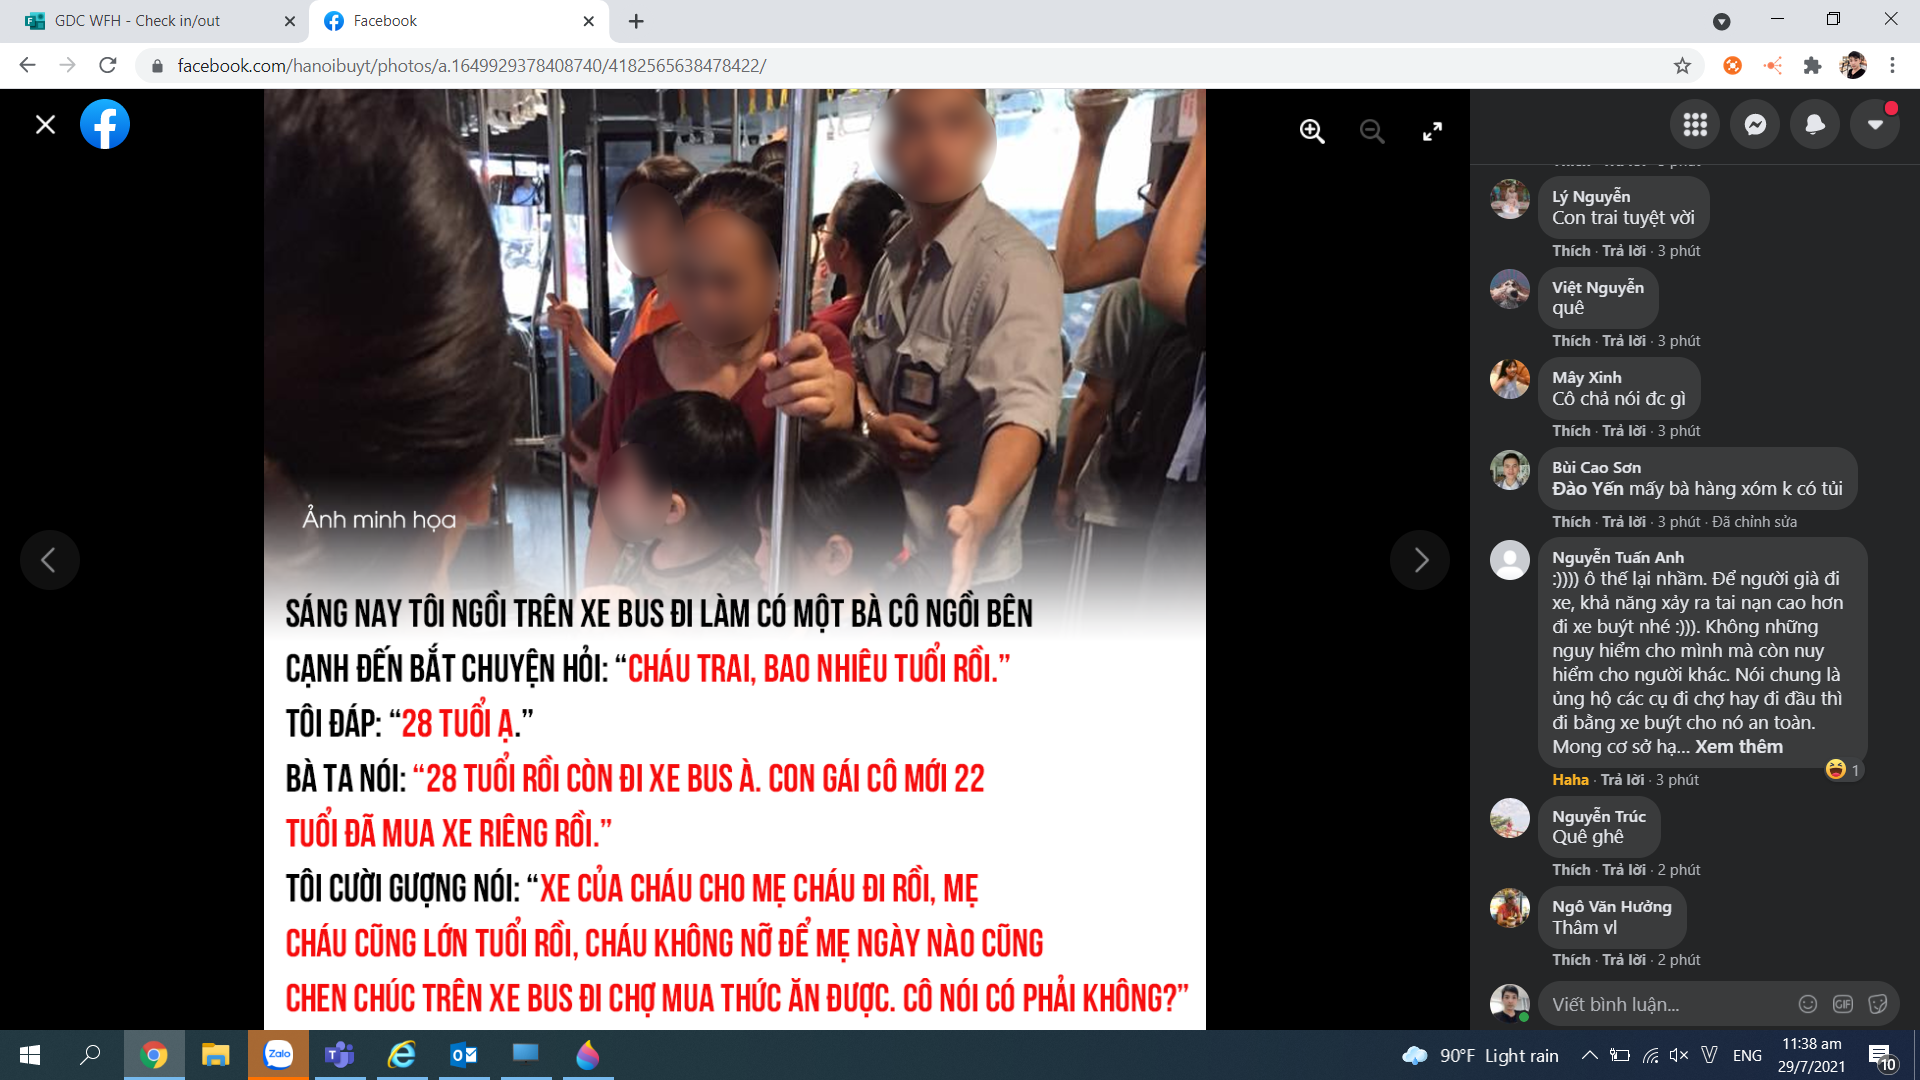 GDC WFH - Check in/out
Facebook
facebook.com/hanoibuyt/photos/a.1649929378408740/4182565638478422/
Ảnh minh họa
SÁNG NAY TÔI NGỒI TRÊN XE BUS ĐI LÀM CÓ MỘT BÀ CÔ NGỒI BÊN
CẠNH ĐẾN BẮT CHUYỆN HỎI: “CHÁU TRAI, BAO NHIÊU TUỔI RỒI.”
TÔI ĐÁP: “28 TUỔI Ạ.”
BÀ TA NÓI: “28 TUỔI RỒI CÒN ĐI XE BUS À. CON GÁI CÔ MỚI 22
TUỔI ĐÃ MUA XE RIÊNG RỒI.”
TÔI CƯỜI GƯỢNG NÓI: “XE CỦA CHÁU CHO MẸ CHÁU ĐI RỒI, MẸ
CHÁU CŨNG LỚN TUỔI RỒI, CHÁU KHÔNG NỠ ĐỂ MẸ NGÀY NÀO CŨNG
CHEN CHÚC TRÊN XE BUS ĐI CHỢ MUA THỨC ĂN ĐƯỢC. CÔ NÓI CÓ PHẢI KHÔNG?”
Lý Nguyễn
Con trai tuyệt vời
Thích · Trả lời · 3 phút
Việt Nguyễn
quê
Thích · Trả lời · 3 phút
Mây Xinh
Cô chả nói đc gì
Thích · Trả lời · 3 phút
Bùi Cao Sơn
Đào Yến mấy bà hàng xóm k có tủi
Thích · Trả lời · 3 phút · Đã chỉnh sửa
Nguyễn Tuấn Anh
:)))) ô thế lại nhầm. Để người già đi
xe, khả năng xảy ra tai nạn cao hơn
đi xe buýt nhé :))). Không những
nguy hiểm cho mình mà còn nuy
hiểm cho người khác. Nói chung là
ủng hộ các cụ đi chợ hay đi đầu thì
đi bằng xe buýt cho nó an toàn.
Mong cơ sở hạ... Xem thêm
1
Haha · Trả lời · 3 phút
Nguyễn Trúc
Quê ghê
Thích · Trả lời · 2 phút
Ngô Văn Hưởng
Thâm vl
Thích · Trả lời · 2 phút
Viết bình luận...
GIF
Zalo
90°F Light rain
ENG
11:38 am
29/7/2021
10